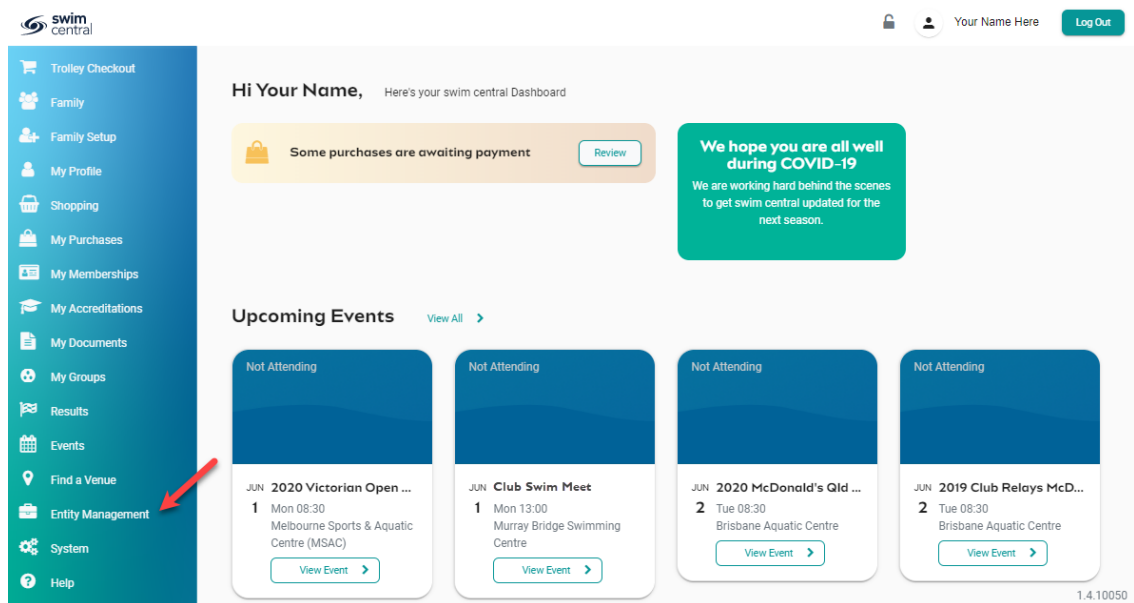 swim
central
Your Name Here
Log Out
Trolley Checkout
Family
Family Setup
My Profile
Shopping
My Purchases
My Memberships
My Accreditations
My Documents
My Groups
Results
Events
Find a Venue
Entity Management
System
Help
Hi Your Name, Here's your swim central Dashboard
Some purchases are awaiting payment
Review
We hope you are all well
during COVID-19
We are working hard behind the scenes
to get swim central updated for the
next season.
Upcoming Events View All
Not Attending
JUN 2020 Victorian Open ...
1 Mon 08:30
Melbourne Sports & Aquatic
Centre (MSAC)
View Event
Not Attending
JUN Club Swim Meet
1 Mon 13:00
Murray Bridge Swimming
Centre
View Event
Not Attending
JUN 2020 McDonald's Qld ...
2 Tue 08:30
Brisbane Aquatic Centre
View Event
Not Attending
JUN 2019 Club Relays McD...
2 Tue 08:30
Brisbane Aquatic Centre
View Event
1.4.10050